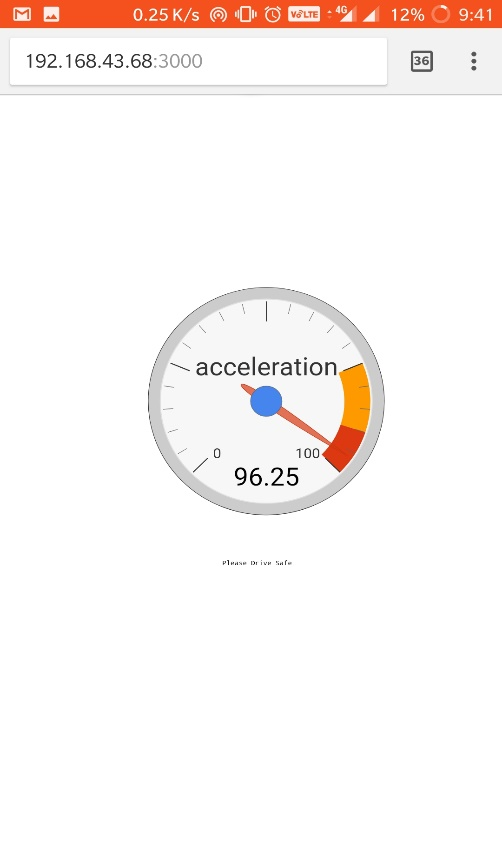 0.25 K/s VoLTE 4G 12% 9:41
192.168.43.68:3000 36
acceleration
0 100
96.25
Please Drive Safe